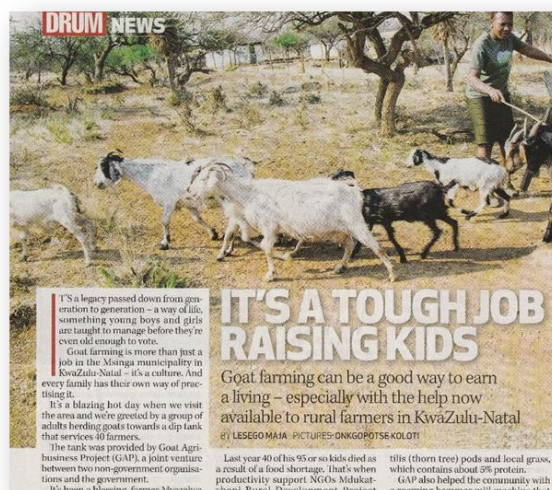 DRUM NEWS
IT'S A TOUGH JOB
RAISING KIDS
Goat farming can be a good way to earn
a living – especially with the help now
available to rural farmers in KwaZulu-Natal
BY LESEGO MAJA PICTURES: ONKGOPOTSE KOLOTI
IT'S a legacy passed down from gen-
eration to generation – a way of life,
something young boys and girls
are taught to manage before they're
even old enough to vote.
Goat farming is more than just a
job in the Msinga municipality in
KwaZulu-Natal – it's a culture. And
every family has their own way of prac-
tising it.
It's a blazing hot day when we visit
the area and we're greeted by a group of
adults herding goats towards a dip tank
that services 40 farmers.
The tank was provided by Goat Agri-
business Project (GAP), a joint venture
between two non-government organisa-
tions and the government.
It's been a blessing, farmer
Last year 40 of his 95 or so kids died as
a result of a food shortage. That's when
productivity support NGOs Mdukat-
shani Rural Development Project
tilis (thorn tree) pods and local grass,
which contains about 5% protein.
GAP also helped the community with